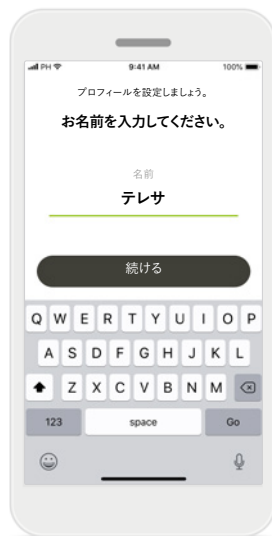 PH 9:41 AM 100%
プロフィールを設定しましょう。
お名前を入力してください。
名前
テレサ
続ける
Q W E R T Y U I O P
A S D F G H J K L
Z X C V B N M
123 space Go